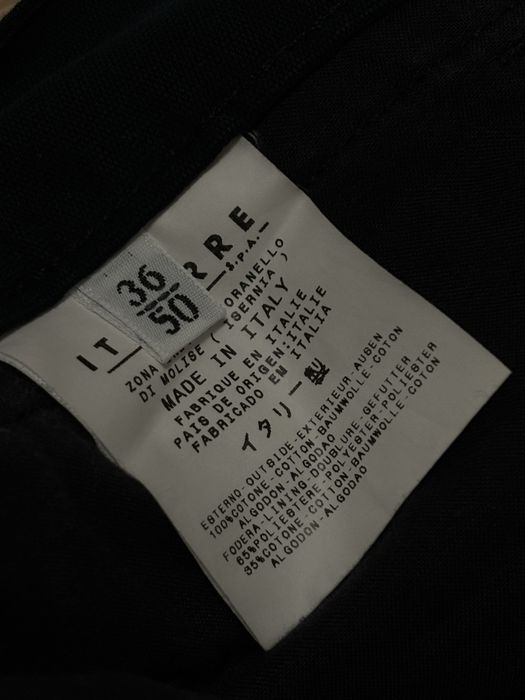 IT RRE
S.P.A.
36
50
ZONA ORANELLO
DI MOLISE ( ISERNIA )
MADE IN ITALY
FABRIQUE EN ITALIE
PAIS DE ORIGEN:ITALIE
FABRICADO EN ITALIA
イタリー製
ESTERNO-OUTSIDE-EXTERIEUR-AUSEN
100%COTONE-COTTON-BAUMWOLLE-COTON
ALGODON-ALGODAO
FODERA-LINING-DOUBLURE-GEFUTTER
65%POLIESTERE-POLYESTER-POLIESTER
35%COTONE-COTTON-BAUMWOLLE-COTON
ALGODON-ALGODAO